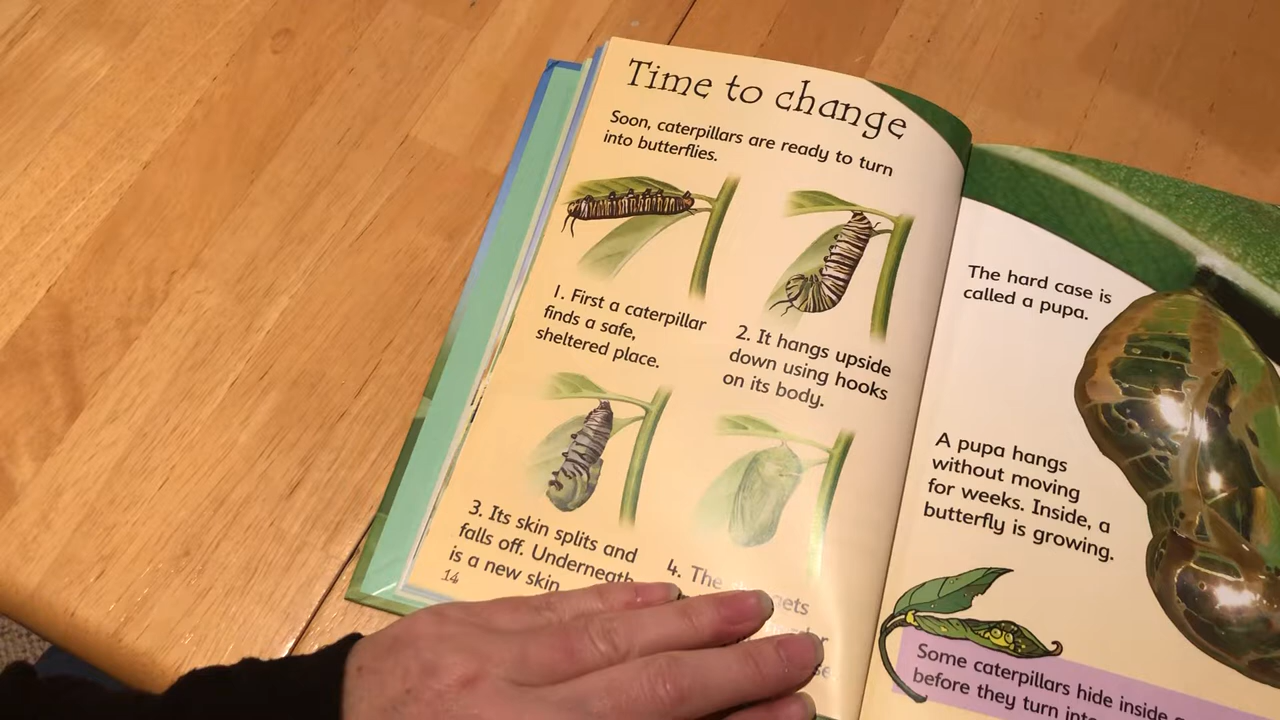 Time to change
Soon, caterpillars are ready to turn
into butterflies.
1. First a caterpillar
finds a safe,
sheltered place.
2. It hangs upside
down using hooks
on its body.
3. Its skin splits and
falls off. Underneath
is a new skin
4. The
14
The hard case is
called a pupa.
A pupa hangs
without moving
for weeks. Inside, a
butterfly is growing.
Some caterpillars hide inside
before they turn